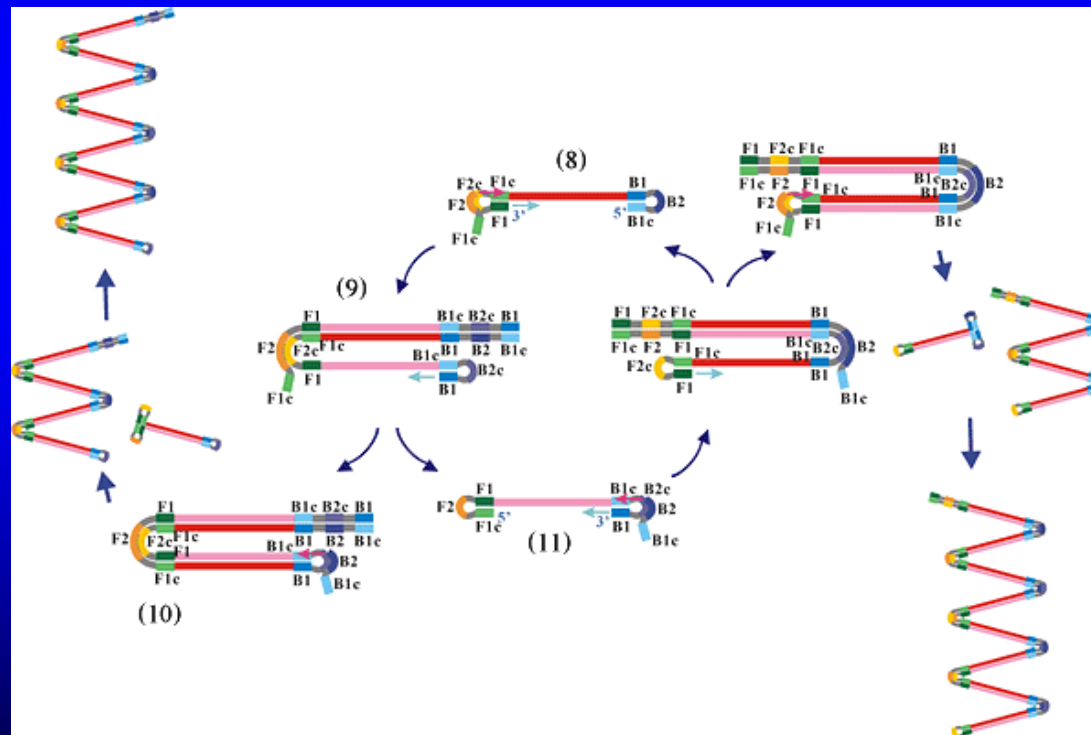 (8)
F2c F1c B1
F2 B2
F1 3' 5' B1c
F1c
F1 F2c F1c B1
F1c F2 F1 B1c B2c B2
F1c B1
F2 F1 B1c
F1c
(9)
F1 B1c B2c B1
F2 F2c F1c B1 B2 B1c
B1c B2c
F1 B1
F1c
F1 F2c F1c B1
F1c F2 F1 B1c B2c B2
F1c B1
F2c B1
F1 B1c
(10)
F1 B1c B2c B1
F2 F2c F1c B1 B2 B1c
F1 B1c
F1c B1 B2
B1c
(11)
F1 B1c B2c
F2 B2
F1c 5' 3' B1
B1c